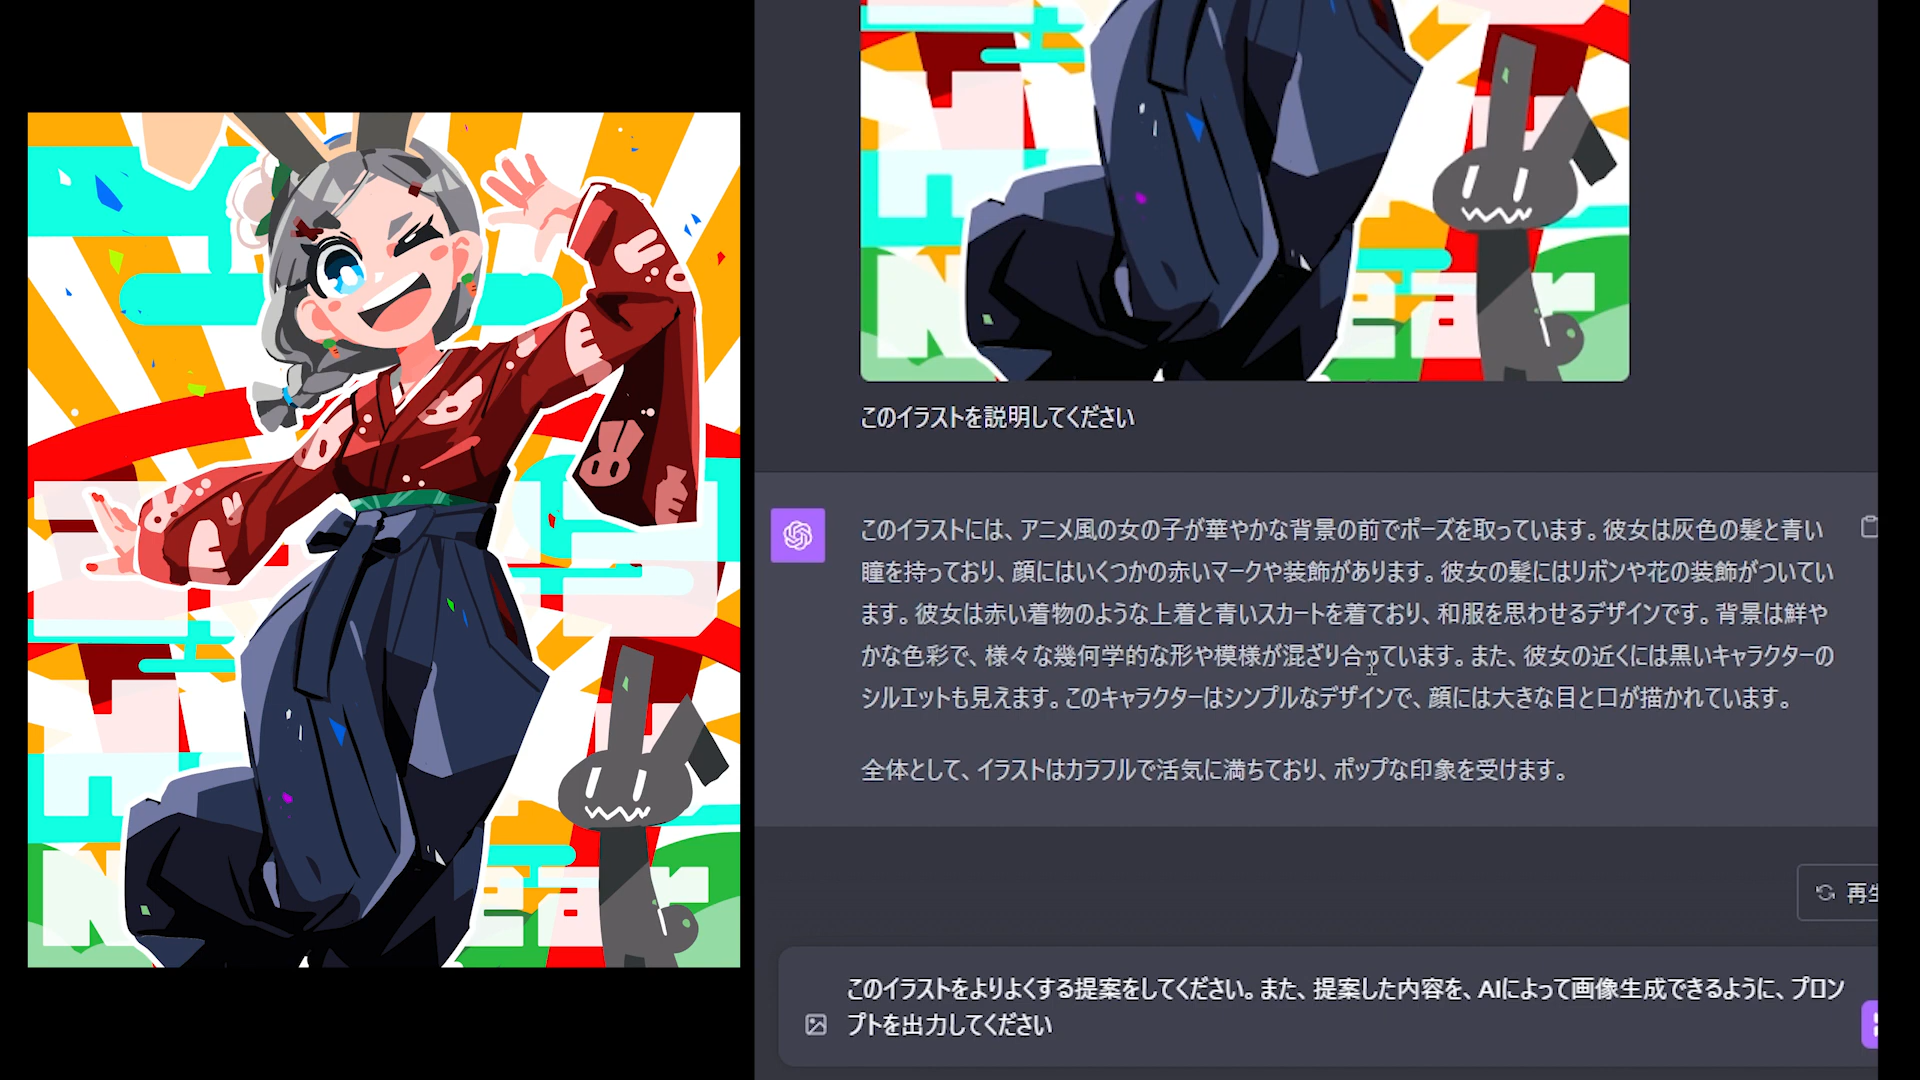 このイラストを説明してください
このイラストには、アニメ風の女の子が華やかな背景の前でポーズを取っています。彼女は灰色の髪と青い
瞳を持っており、顔にはいくつかの赤いマークや装飾があります。彼女の髪にはリボンや花の装飾がついてい
ます。彼女は赤い着物のような上着と青いスカートを着ており、和服を思わせるデザインです。背景は鮮や
かな色彩で、様々な幾何学的な形や模様が混ざり合っています。また、彼女の近くには黒いキャラクターの
シルエットも見えます。このキャラクターはシンプルなデザインで、顔には大きな目と口が描かれています。
全体として、イラストはカラフルで活気に満ちており、ポップな印象を受けます。
再生
このイラストをよりよくする提案をしてください。また、提案した内容を、AIによって画像生成できるように、プロン
プトを出力してください